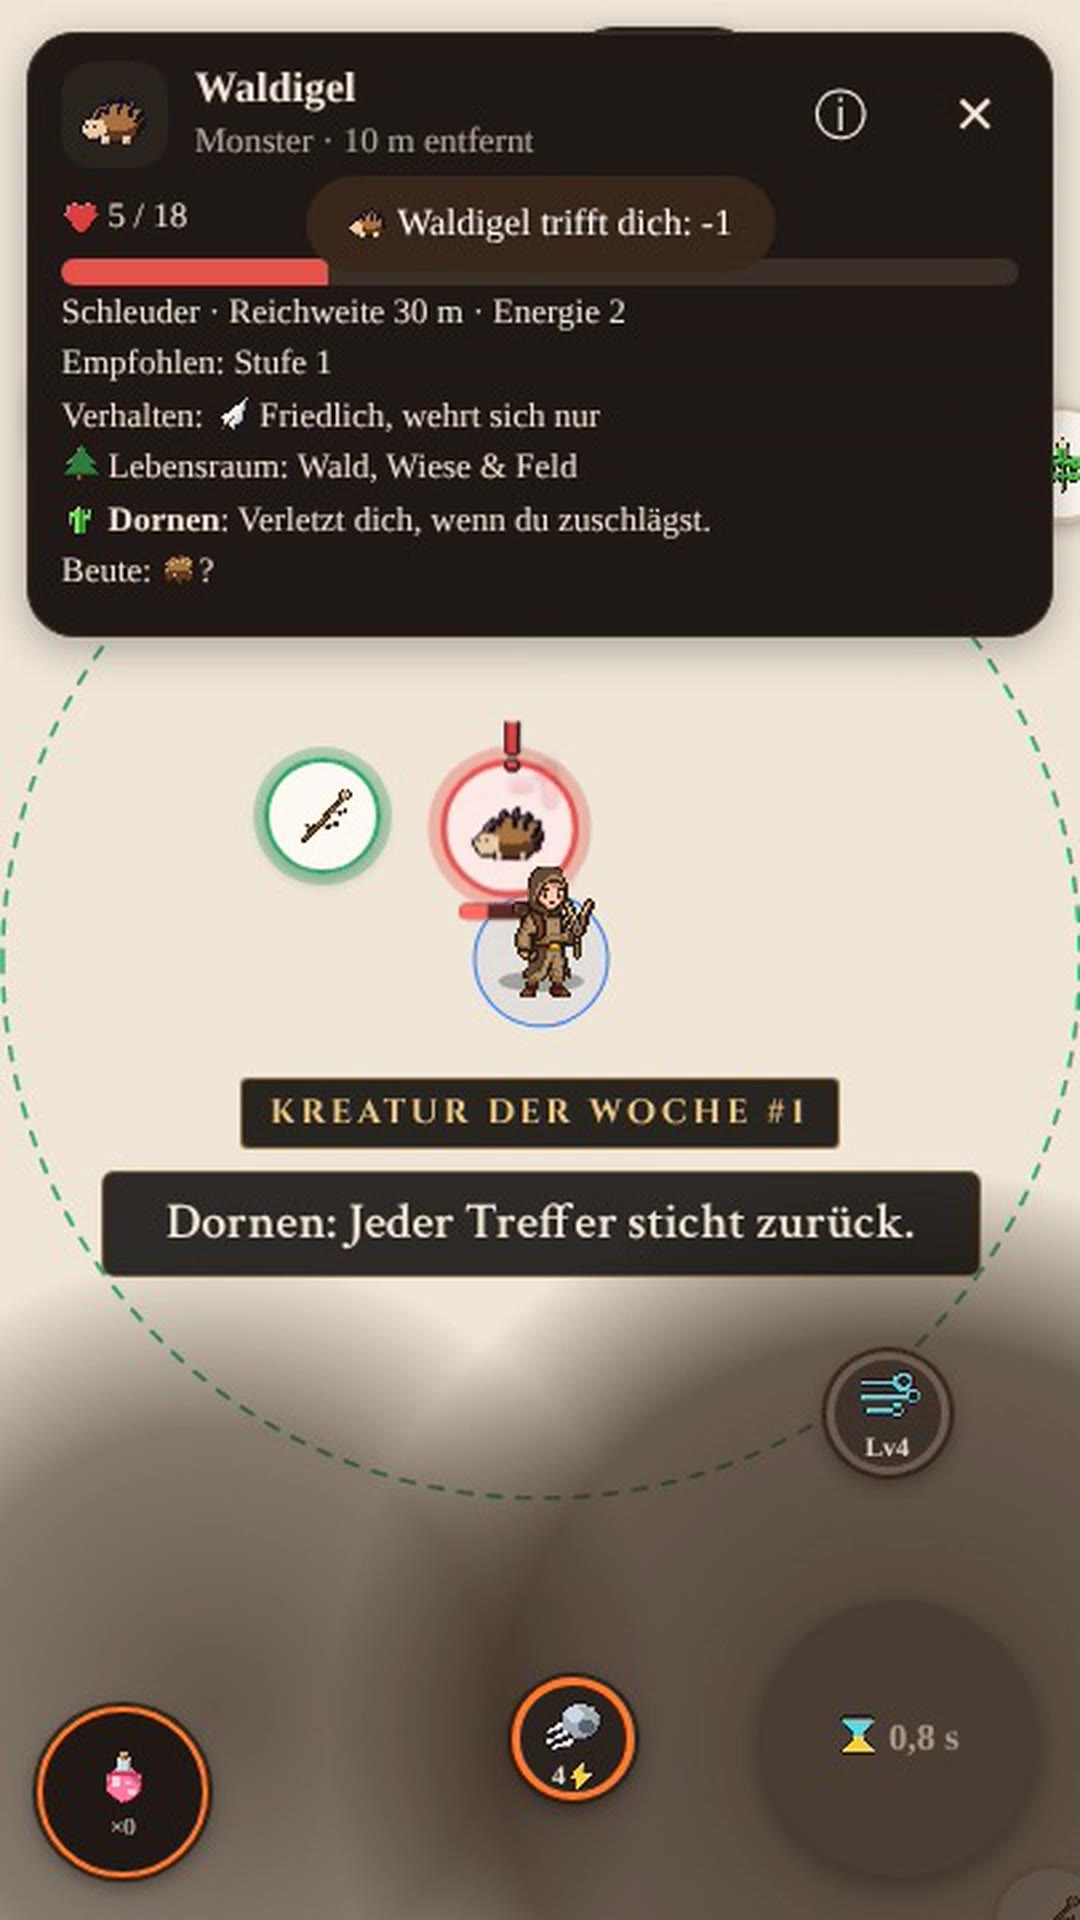 Waldigel
Monster · 10 m entfernt
5 / 18
Waldigel trifft dich: -1
Schleuder · Reichweite 30 m · Energie 2
Empfohlen: Stufe 1
Verhalten: Friedlich, wehrt sich nur
Lebensraum: Wald, Wiese & Feld
Dornen: Verletzt dich, wenn du zuschlägst.
Beute: ?
KREATUR DER WOCHE #1
Dornen: Jeder Treffer sticht zurück.
Lv4
4
0,8 s
×0